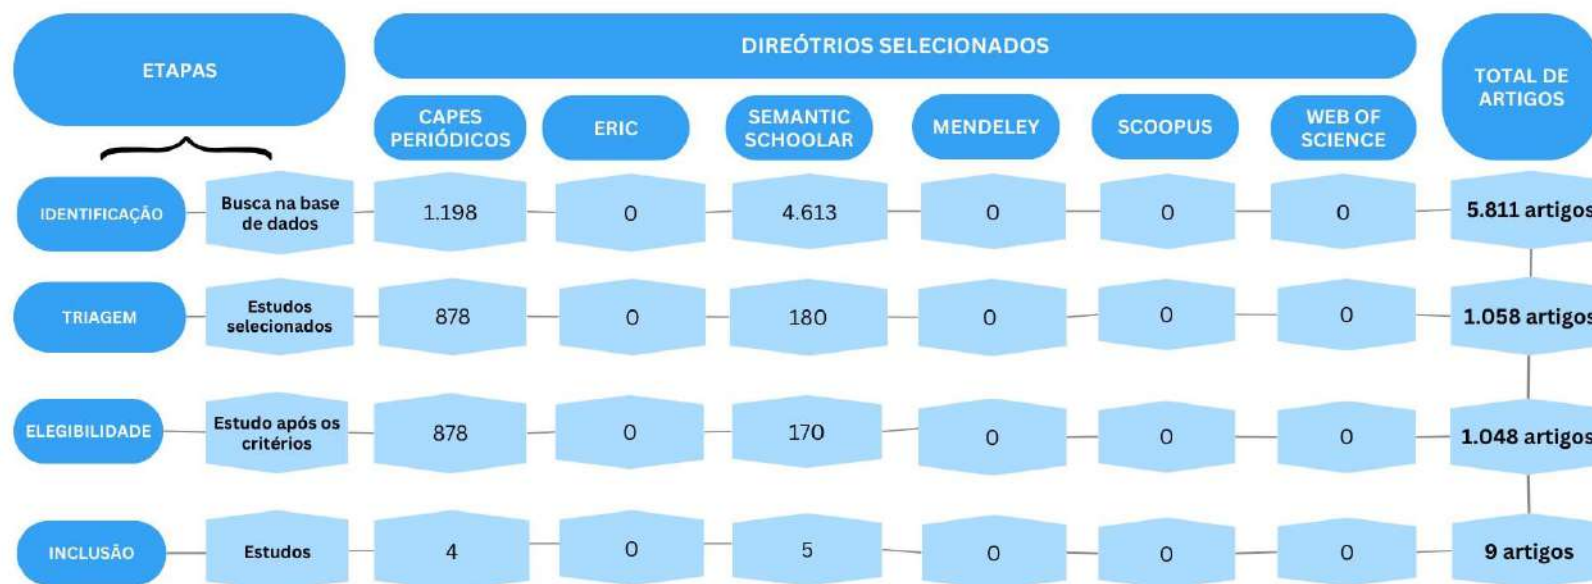 ETAPAS
DIREÓTRIOS SELECIONADOS
TOTAL DE
ARTIGOS
CAPES
PERIÓDICOS
ERIC
SEMANTIC
SCHOOLAR
MENDELEY
SCOOPUS
WEB OF
SCIENCE
IDENTIFICAÇÃO
Busca na base
de dados
1.198
0
4.613
0
0
0
5.811 artigos
TRIAGEM
Estudos
selecionados
878
0
180
0
0
0
1.058 artigos
ELEGIBILIDADE
Estudo após os
critérios
878
0
170
0
0
0
1.048 artigos
INCLUSÃO
Estudos
4
0
5
0
0
0
9 artigos